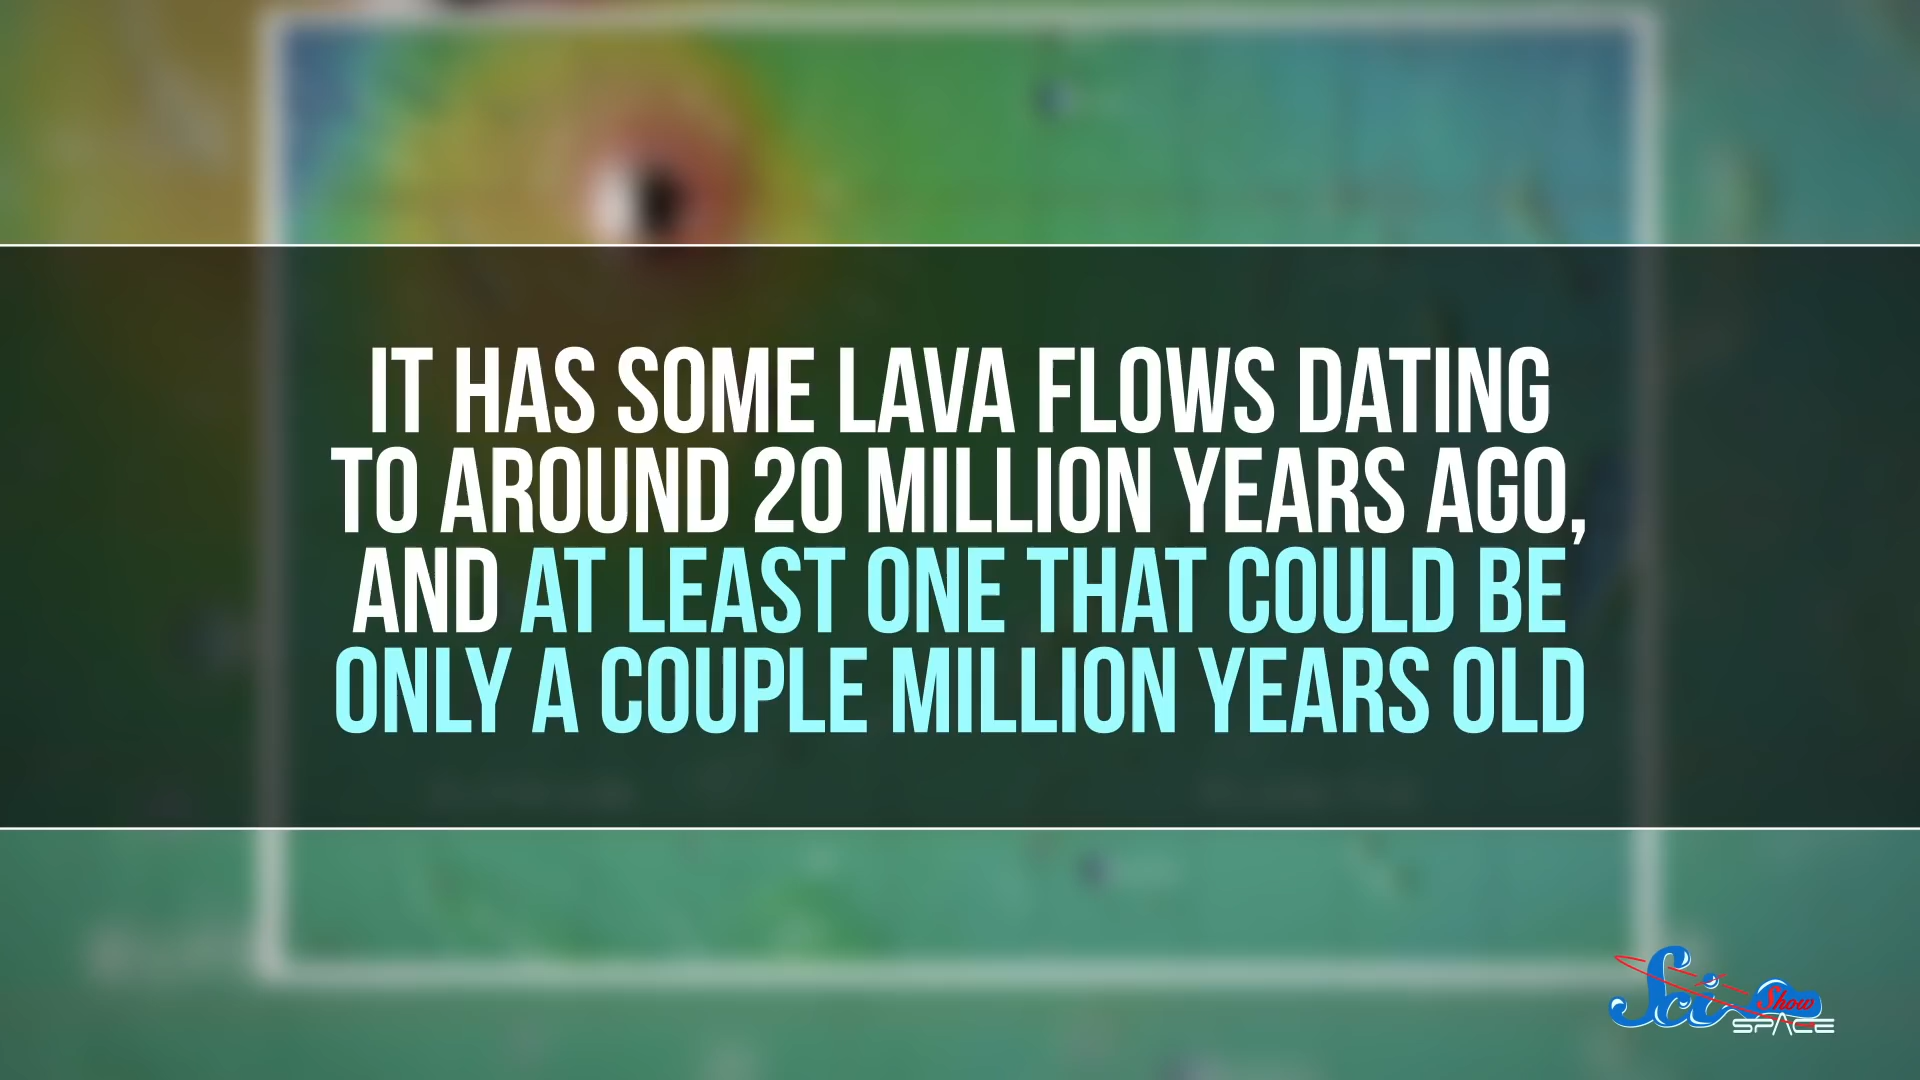 IT HAS SOME LAVA FLOWS DATING
TO AROUND 20 MILLION YEARS AGO,
AND AT LEAST ONE THAT COULD BE
ONLY A COUPLE MILLION YEARS OLD
Sci Show
SPACE